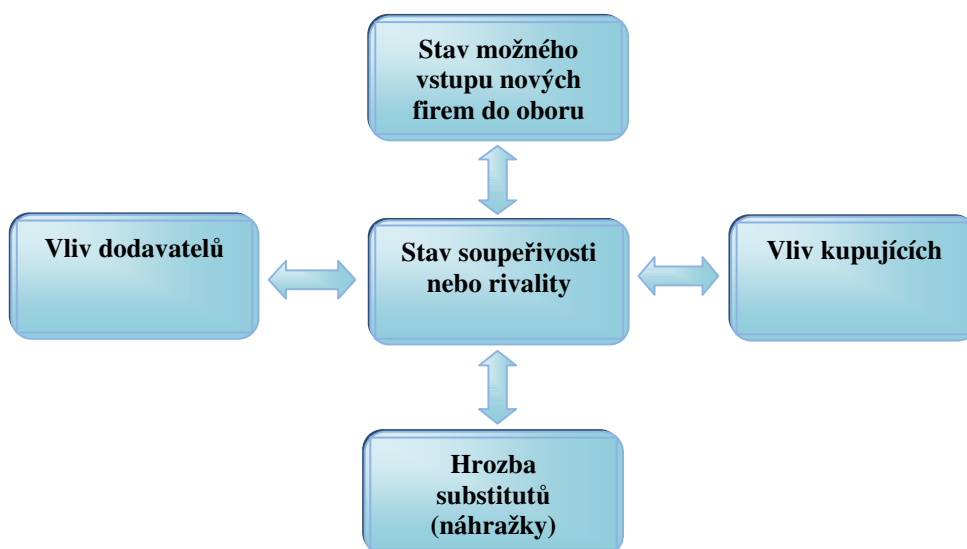 Stav možného
vstupu nových
firem do oboru
Vliv dodavatelů
Stav soupeřivosti
nebo rivality
Vliv kupujících
Hrozba
substitutů
(náhražky)